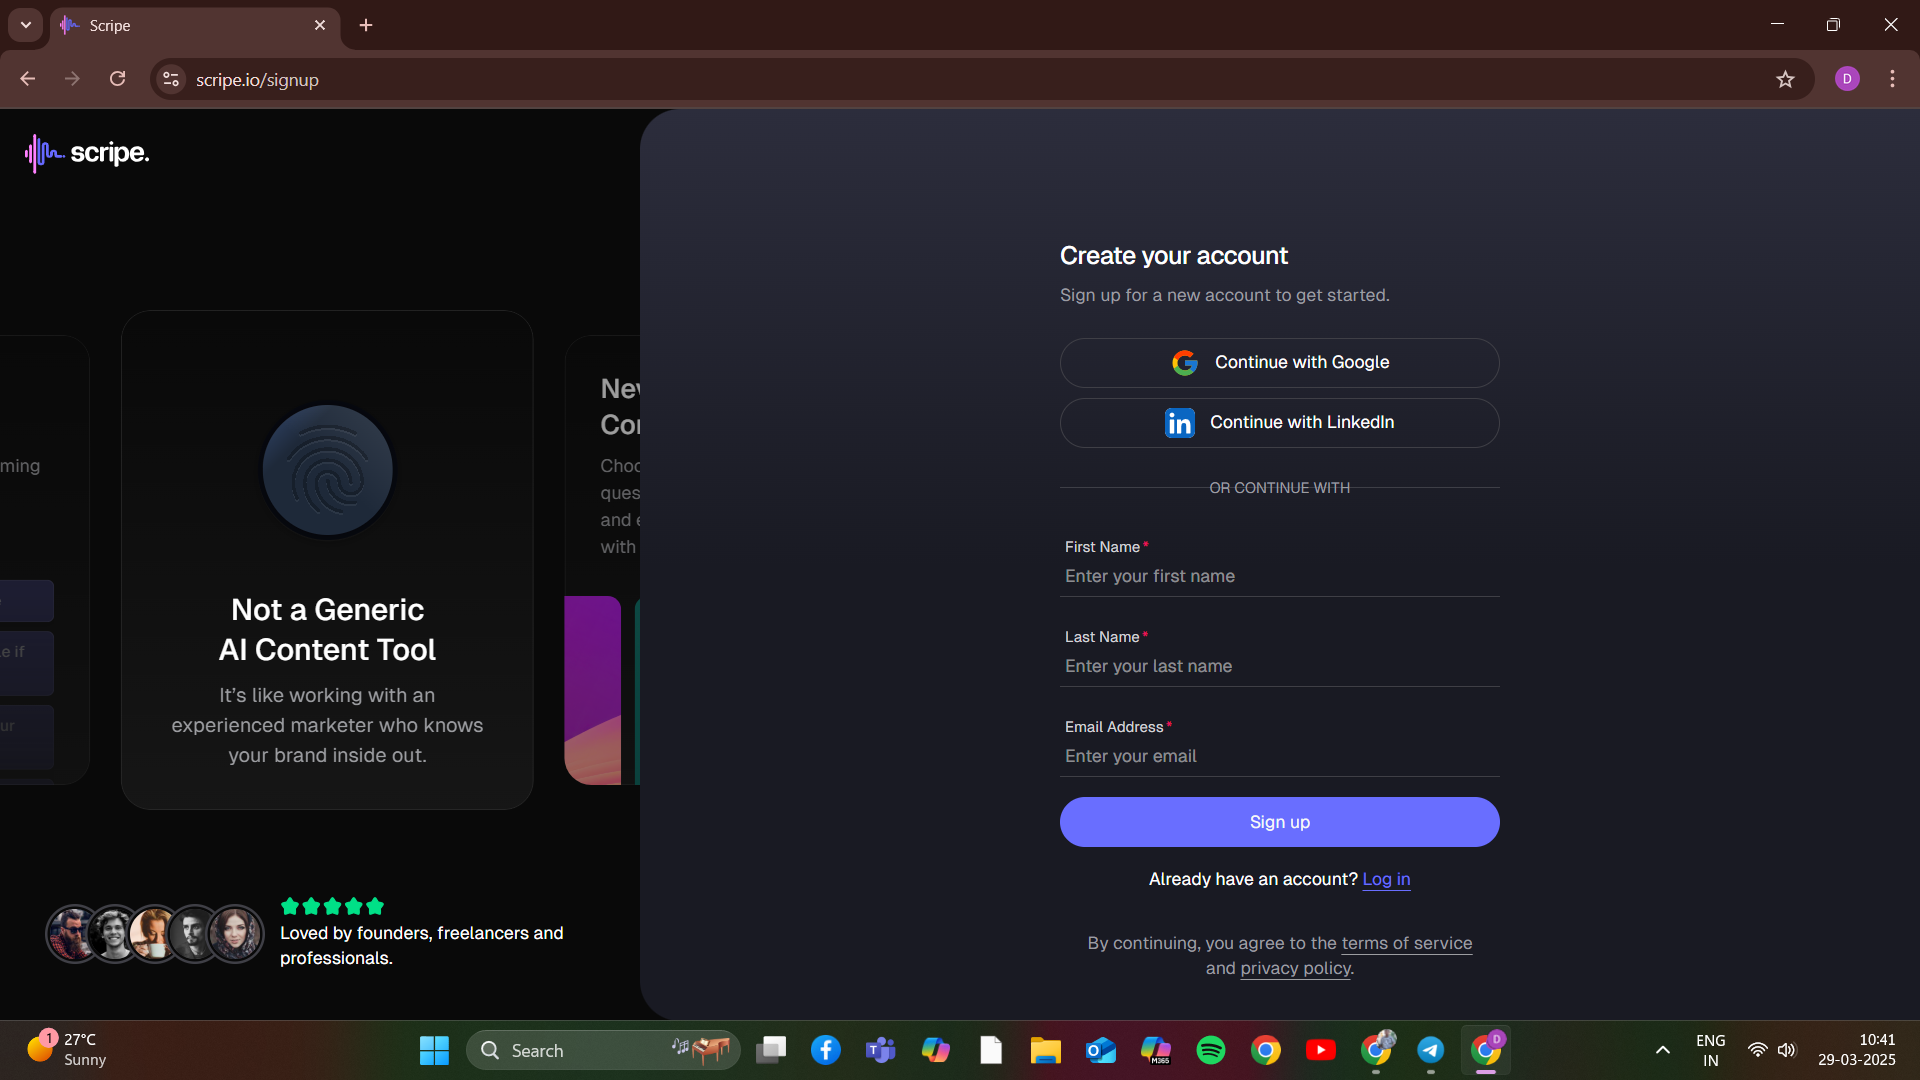 Scripe
scripe.io/signup
D
scripe.
Create your account
Sign up for a new account to get started.
Continue with Google
in Continue with LinkedIn
OR CONTINUE WITH
First Name*
Enter your first name
Last Name*
Enter your last name
Email Address*
Enter your email
Sign up
Already have an account? Log in
By continuing, you agree to the terms of service
and privacy policy.
ming
e if
ur
Not a Generic
AI Content Tool
It's like working with an
experienced marketer who knows
your brand inside out.
and
with
Loved by founders, freelancers and
professionals.
1
27°C
Sunny
Search
M365
D
ENG
IN
10:41
29-03-2025